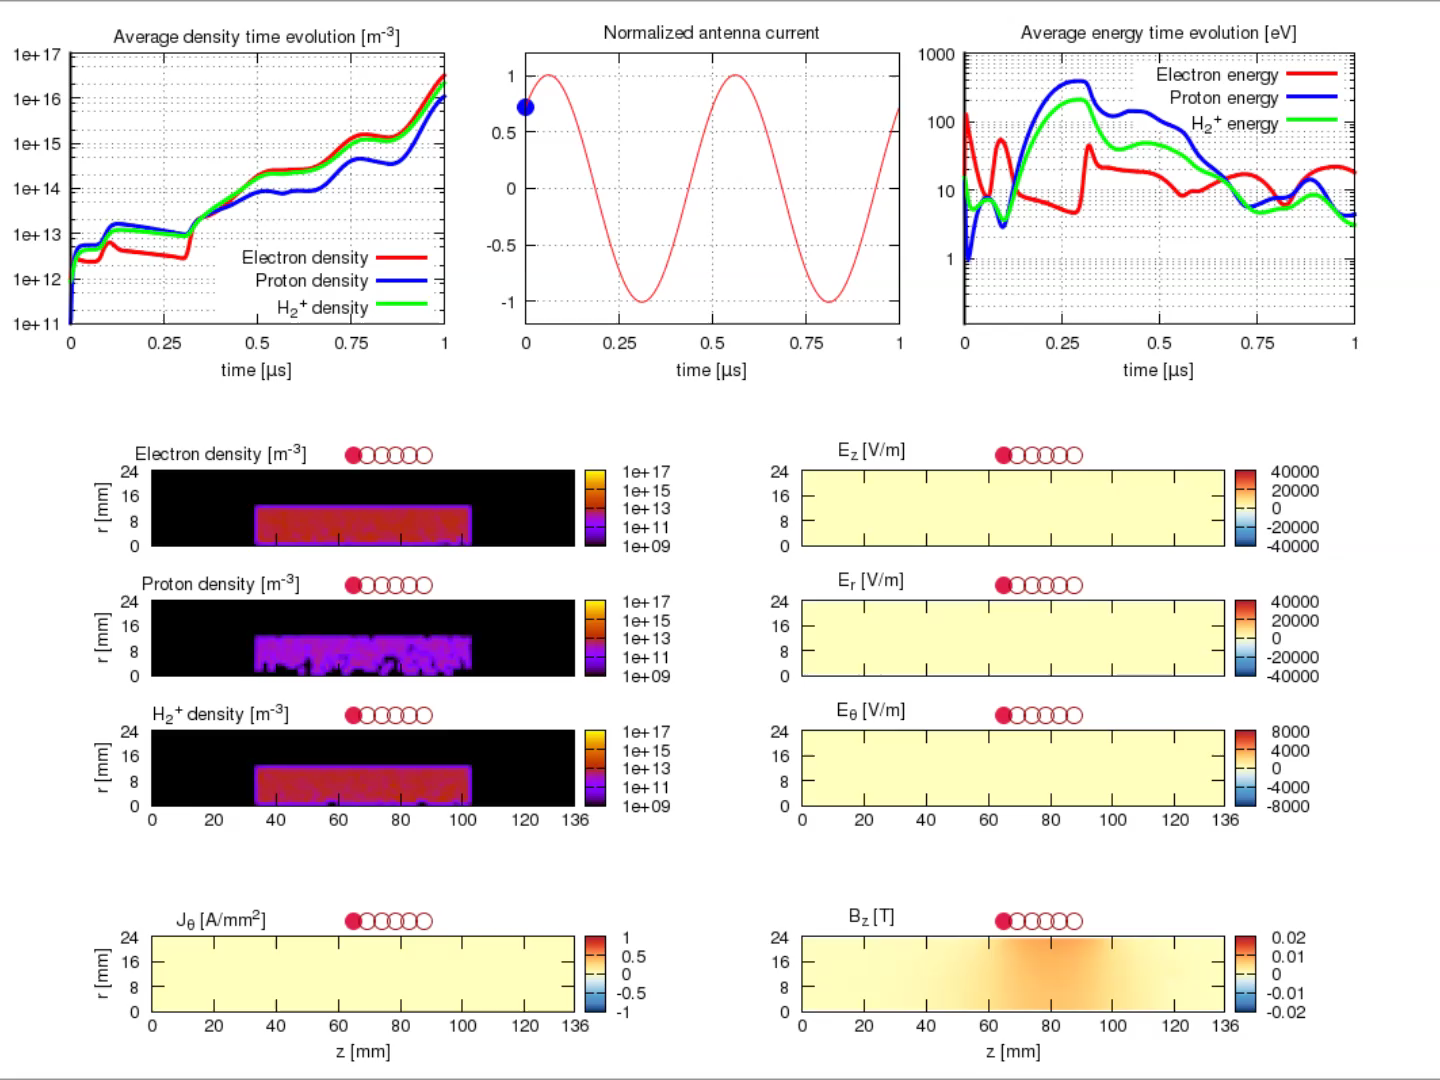 Average density time evolution [m⁻³]
1e+17
1e+16
1e+15
1e+14
1e+13
1e+12
1e+11
Electron density
Proton density
H₂⁺ density
0 0.25 0.5 0.75 1
time [µs]
Normalized antenna current
1
0.5
0
-0.5
-1
0 0.25 0.5 0.75 1
time [µs]
Average energy time evolution [eV]
1000
100
10
1
Electron energy
Proton energy
H₂⁺ energy
0 0.25 0.5 0.75 1
time [µs]
Electron density [m⁻³]
24
16
8
0
r [mm]
1e+17
1e+15
1e+13
1e+11
1e+09
E_z [V/m]
24
16
8
0
40000
20000
0
-20000
-40000
Proton density [m⁻³]
24
16
8
0
r [mm]
1e+17
1e+15
1e+13
1e+11
1e+09
E_r [V/m]
24
16
8
0
40000
20000
0
-20000
-40000
H₂⁺ density [m⁻³]
24
16
8
0
r [mm]
1e+17
1e+15
1e+13
1e+11
1e+09
0 20 40 60 80 100 120 136
E_θ [V/m]
24
16
8
0
8000
4000
0
-4000
-8000
0 20 40 60 80 100 120 136
J_θ [A/mm²]
24
16
8
0
r [mm]
1
0.5
0
-0.5
-1
0 20 40 60 80 100 120 136
z [mm]
B_z [T]
24
16
8
0
0.02
0.01
0
-0.01
-0.02
0 20 40 60 80 100 120 136
z [mm]